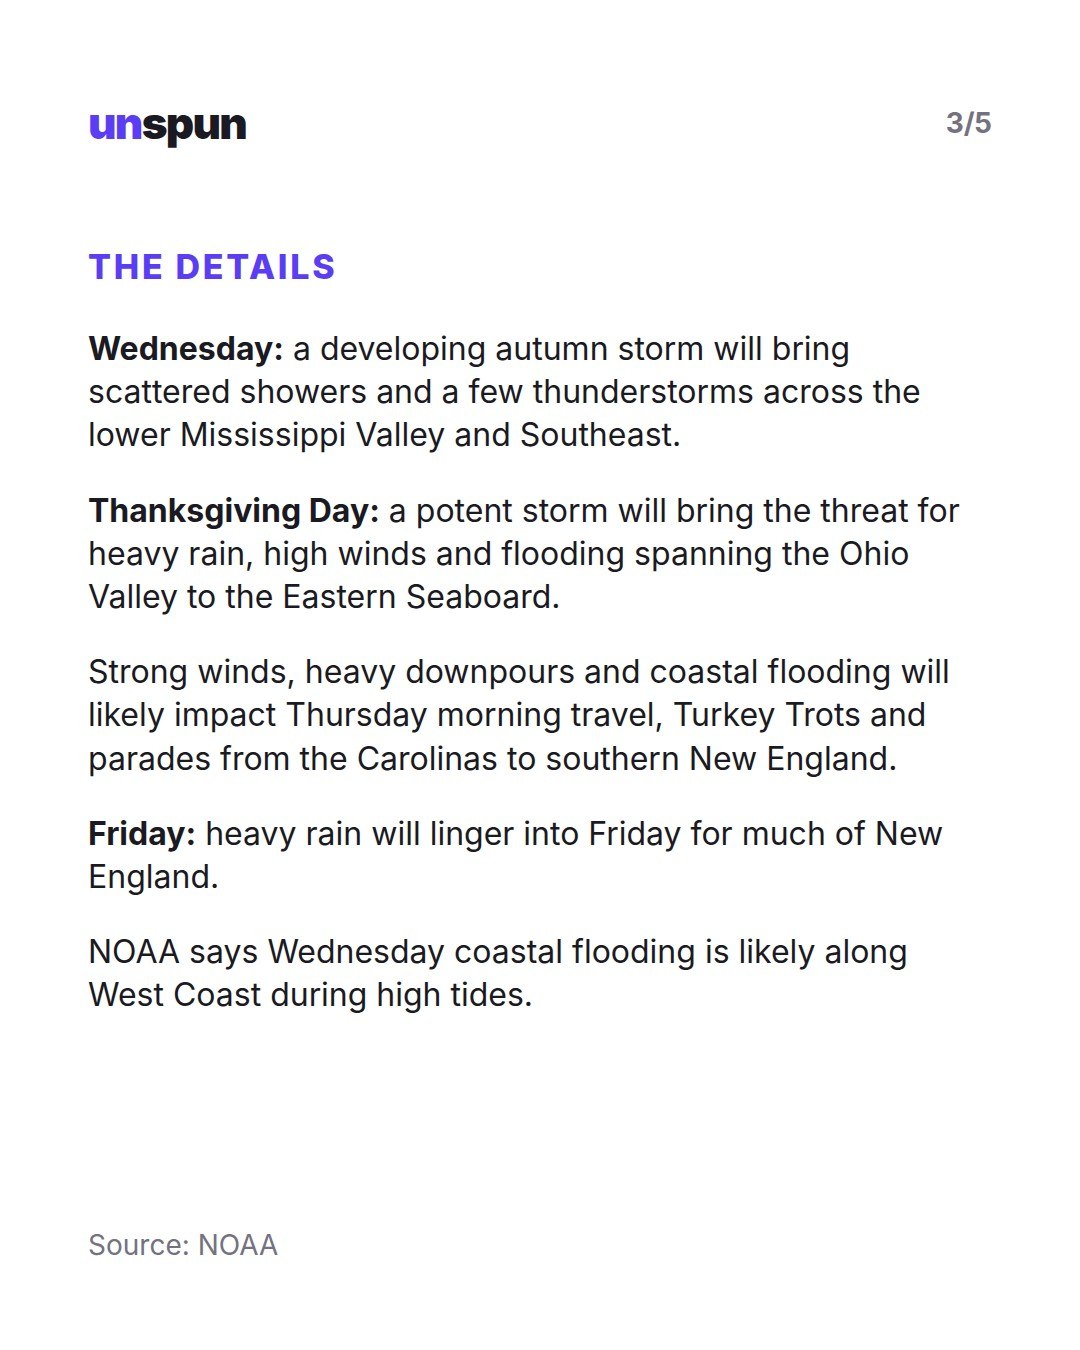 unspun
3/5
THE DETAILS
Wednesday: a developing autumn storm will bring
scattered showers and a few thunderstorms across the
lower Mississippi Valley and Southeast.
Thanksgiving Day: a potent storm will bring the threat for
heavy rain, high winds and flooding spanning the Ohio
Valley to the Eastern Seaboard.
Strong winds, heavy downpours and coastal flooding will
likely impact Thursday morning travel, Turkey Trots and
parades from the Carolinas to southern New England.
Friday: heavy rain will linger into Friday for much of New
England.
NOAA says Wednesday coastal flooding is likely along
West Coast during high tides.
Source: NOAA